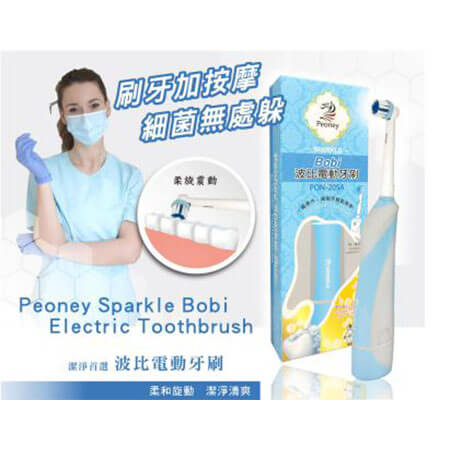 刷牙加按摩
細菌無處躲
柔旋震動
Peoney Sparkle Bobi
Electric Toothbrush
潔淨首選 波比電動牙刷
柔和旋動 潔淨清爽
Peoney
SPARKLE
Bobi
波比電動牙刷
PON-205A